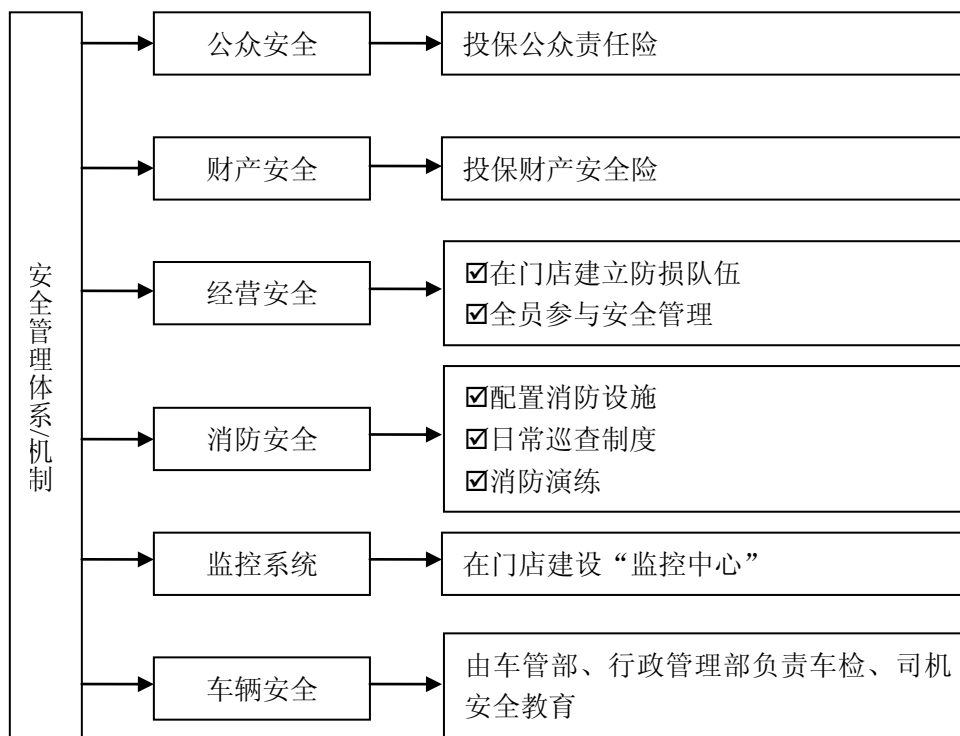 安全管理体系/机制
公众安全
投保公众责任险
财产安全
投保财产安全险
经营安全
☑在门店建立防损队伍
☑全员参与安全管理
消防安全
☑配置消防设施
☑日常巡查制度
☑消防演练
监控系统
在门店建设“监控中心”
车辆安全
由车管部、行政管理部负责车检、司机
安全教育